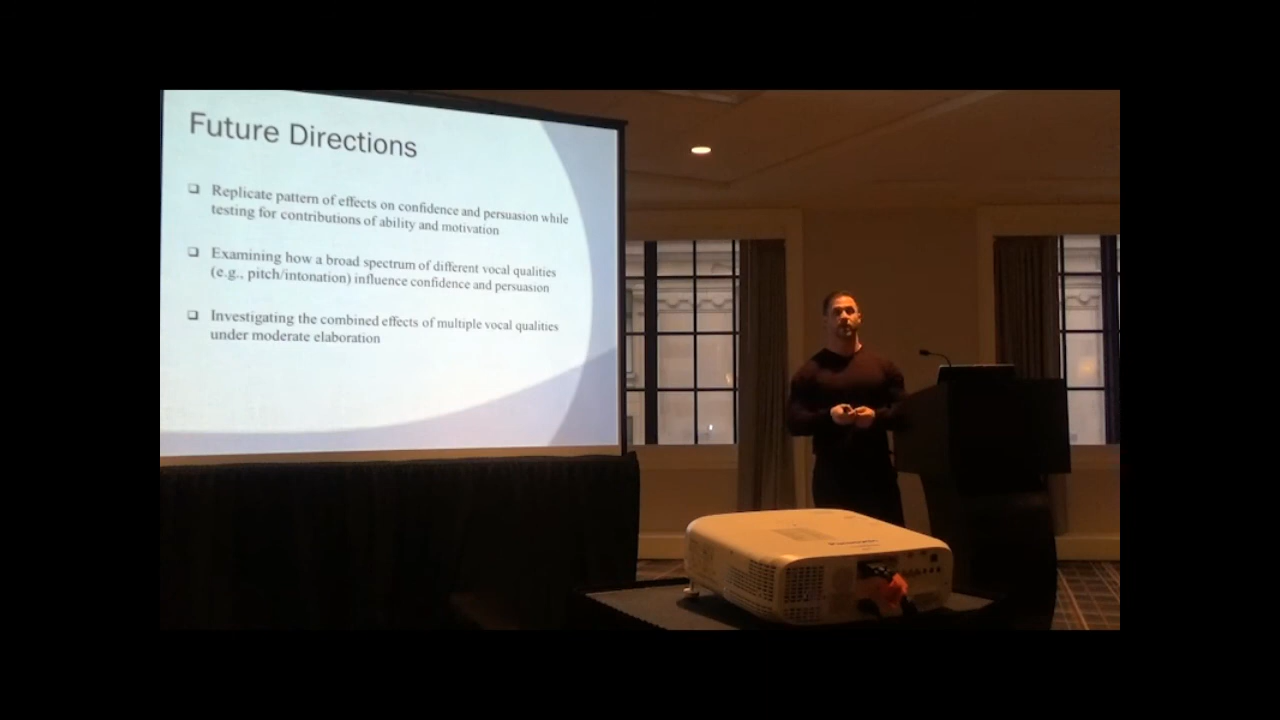 Future Directions
Replicate pattern of effects on confidence and persuasion while
testing for contributions of ability and motivation
Examining how a broad spectrum of different vocal qualities
(e.g., pitch/intonation) influence confidence and persuasion
Investigating the combined effects of multiple vocal qualities
under moderate elaboration
Panasonic